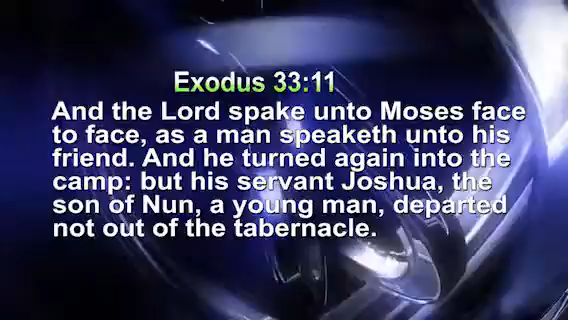 Exodus 33:11
And the Lord spake unto Moses face
to face, as a man speaketh unto his
friend. And he turned again into the
camp: but his servant Joshua, the
son of Nun, a young man, departed
not out of the tabernacle.